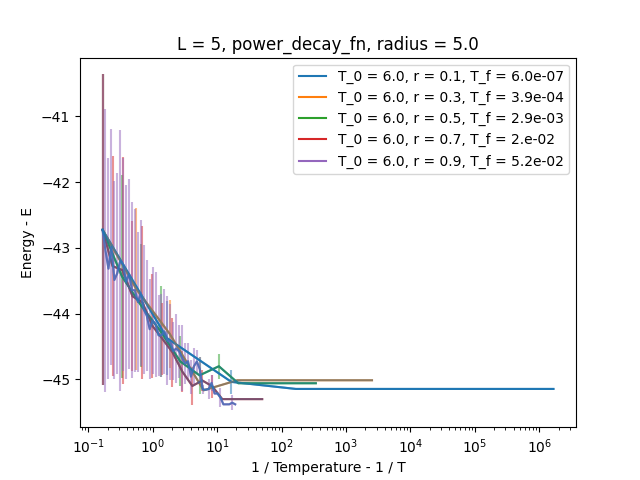 L = 5, power_decay_fn, radius = 5.0
T_0 = 6.0, r = 0.1, T_f = 6.0e-07
T_0 = 6.0, r = 0.3, T_f = 3.9e-04
T_0 = 6.0, r = 0.5, T_f = 2.9e-03
T_0 = 6.0, r = 0.7, T_f = 2.e-02
T_0 = 6.0, r = 0.9, T_f = 5.2e-02
Energy - E
−41
−42
−43
−44
−45
10⁻¹ 10⁰ 10¹ 10² 10³ 10⁴ 10⁵ 10⁶
1 / Temperature - 1 / T